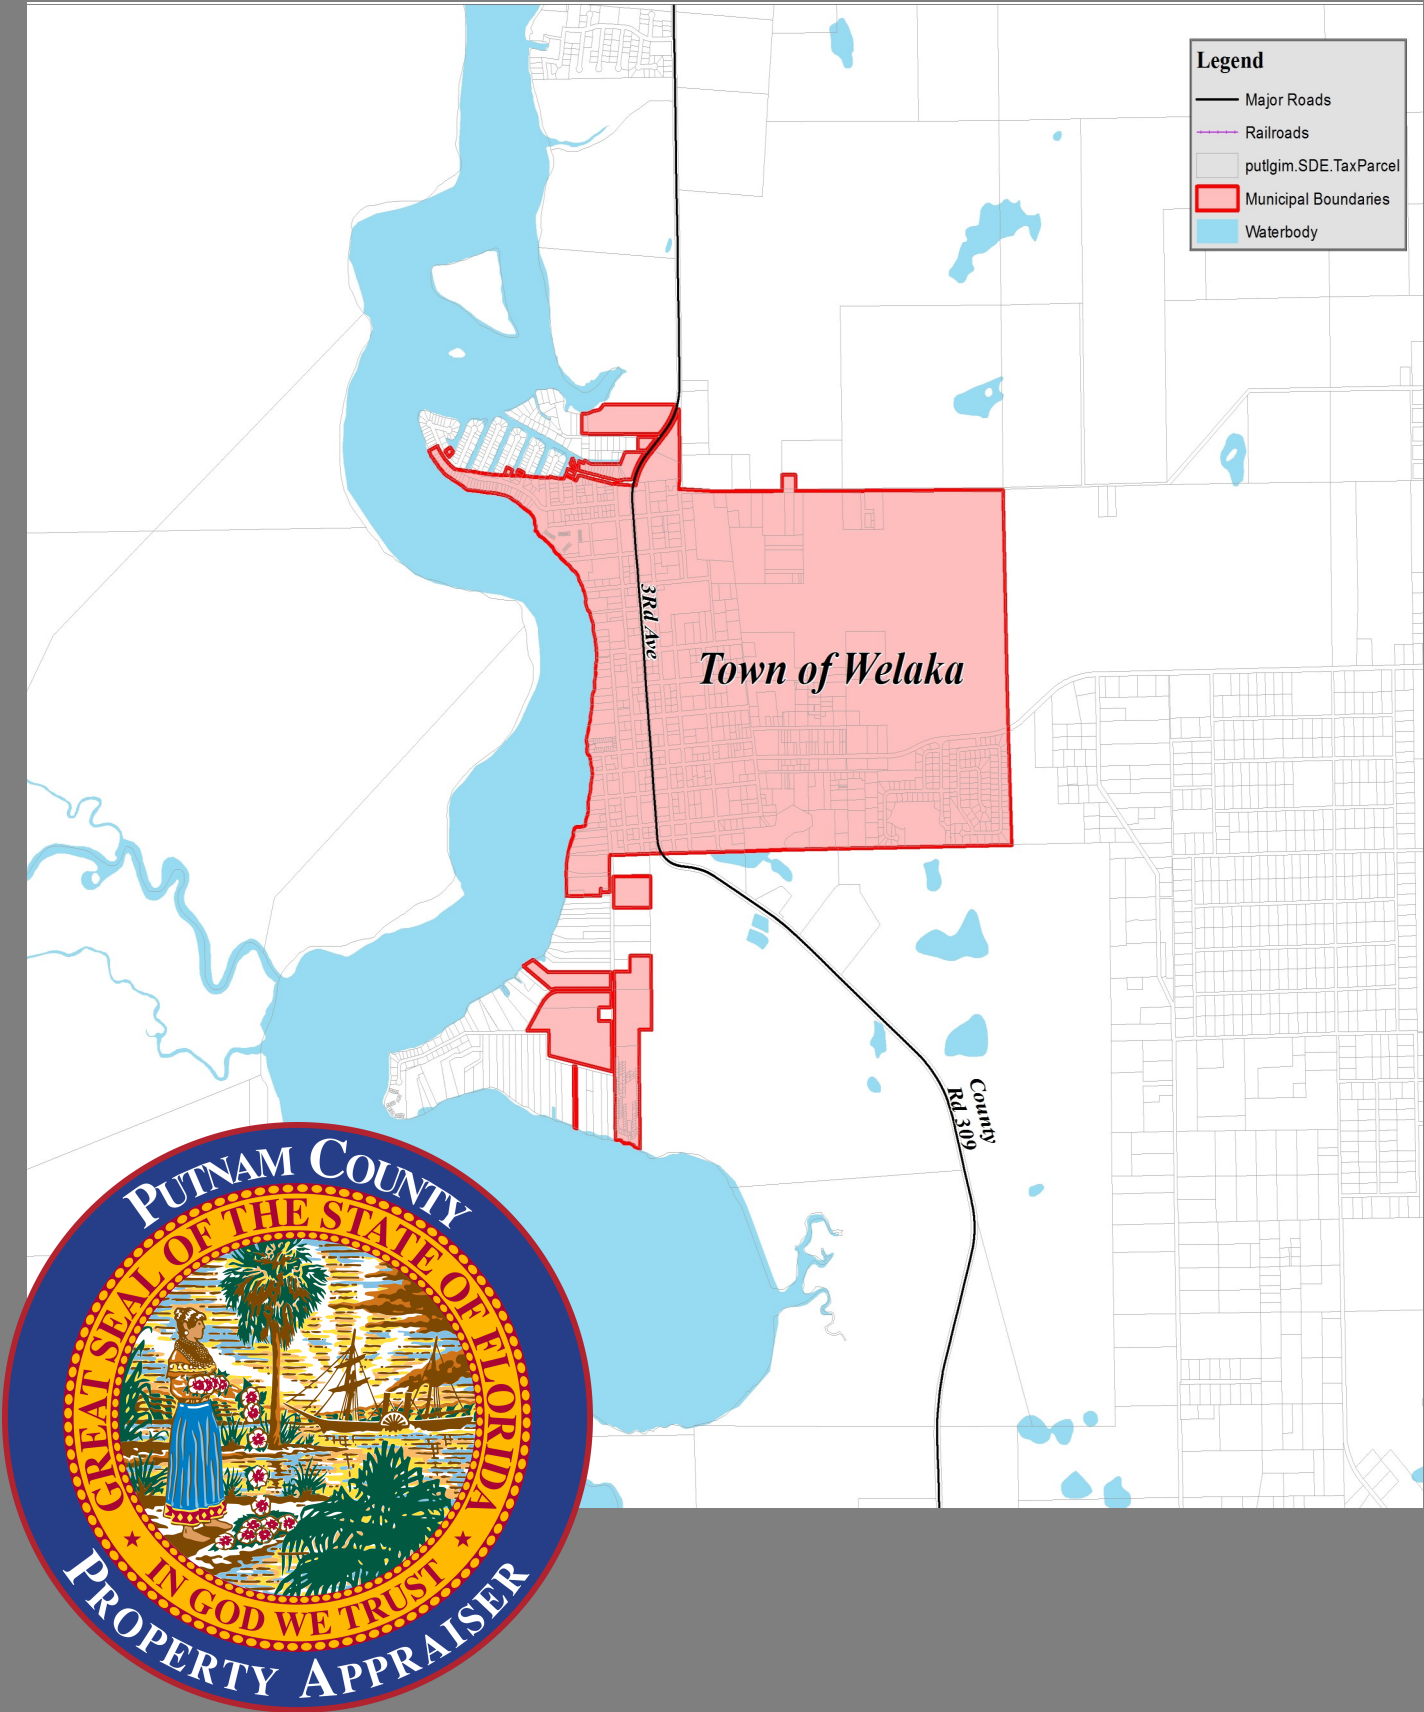 Legend
Major Roads
Railroads
putlgim.SDE.TaxParcel
Municipal Boundaries
Waterbody
3Rd Ave
Town of Welaka
County
Rd 309
PUTNAM COUNTY
GREAT SEAL OF THE STATE OF FLORIDA
IN GOD WE TRUST
PROPERTY APPRAISER